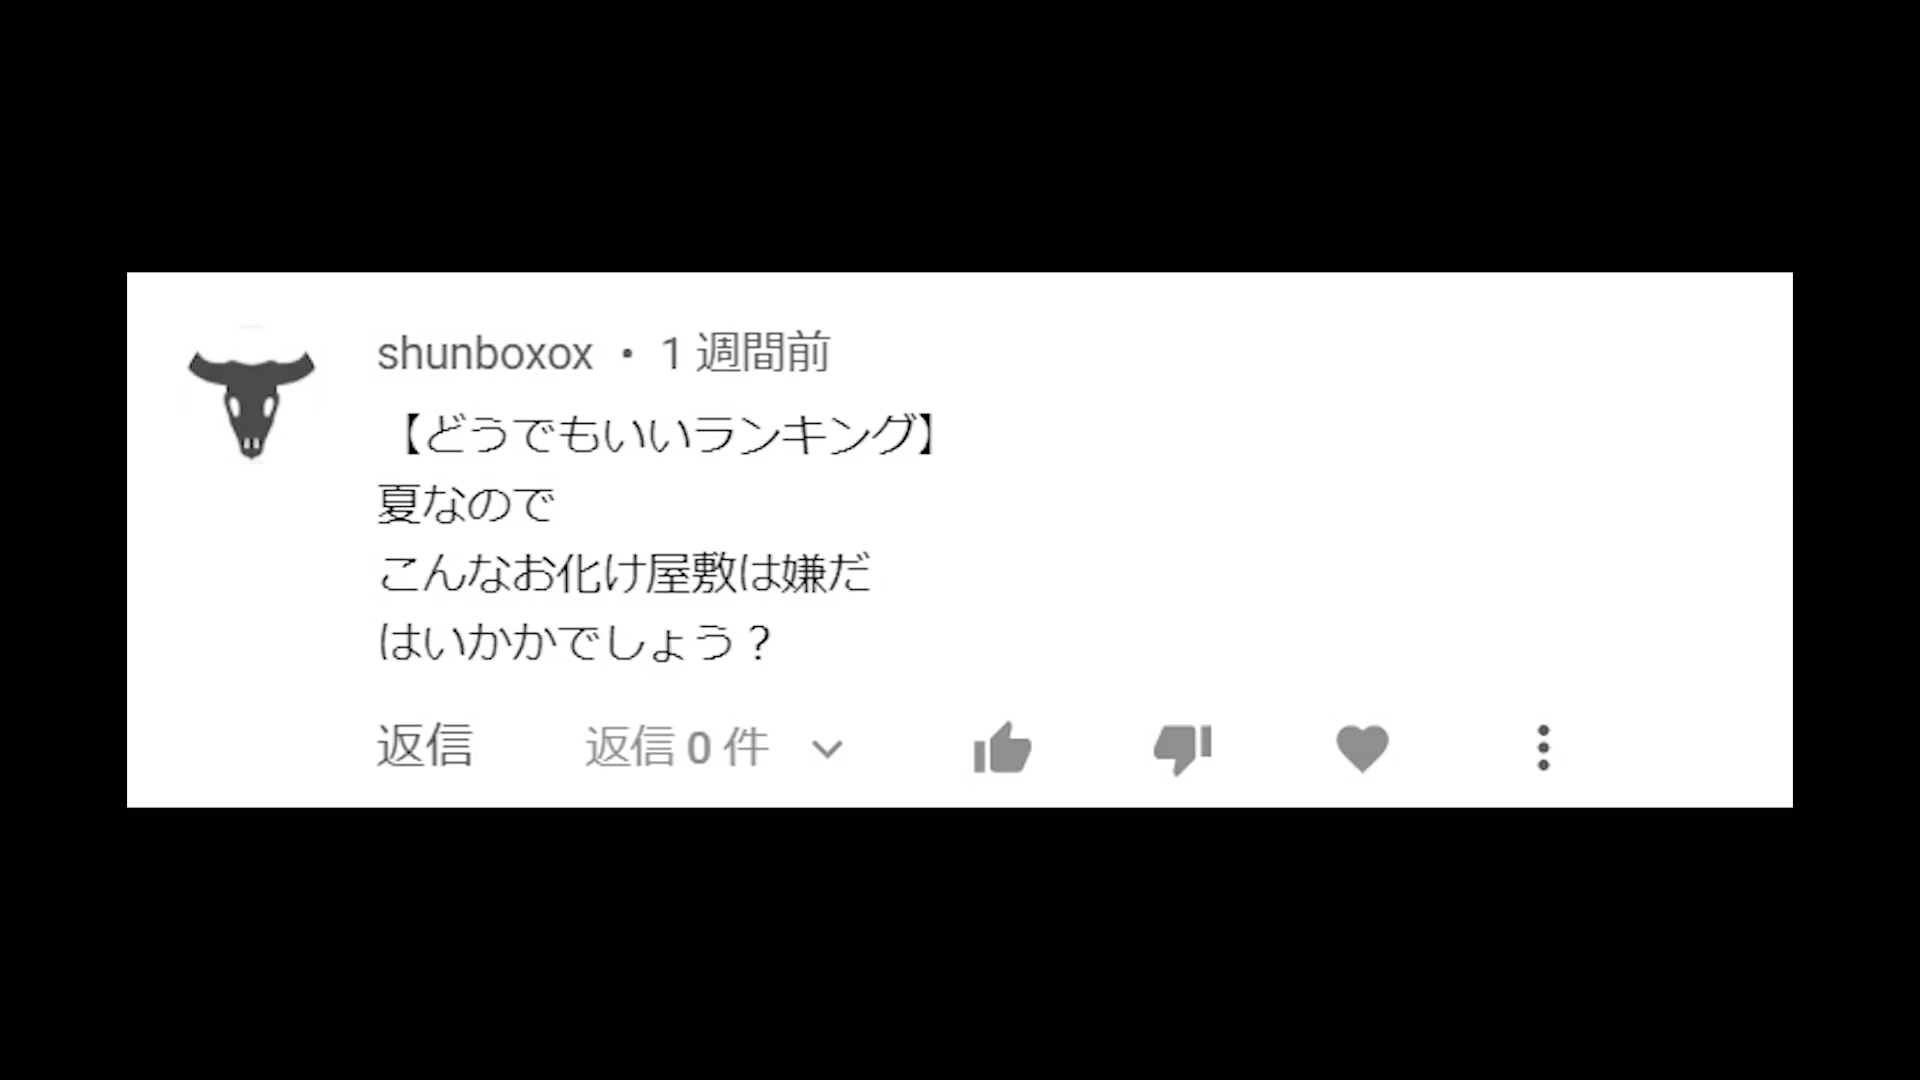 shunboxox・1 週間前
【どうでもいいランキング】
夏なので
こんなお化け屋敷は嫌だ
はいかかでしょう？
返信 返信 0 件